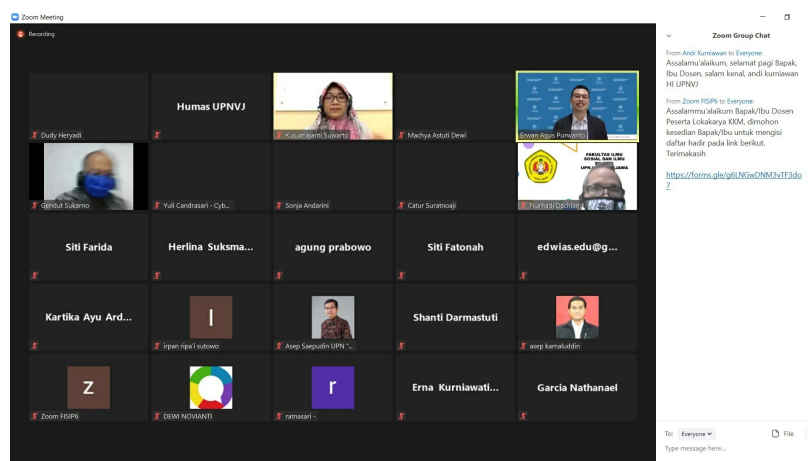 Zoom Meeting
Recording
Zoom Group Chat
From Andi Kurniawan to Everyone:
Assalamu'alaikum, selamat pagi Bapak,
Ibu Dosen, salam kenal, andi kurniawan
HI UPNVJ
From Zoom FISIP6 to Everyone:
Assalammu'alaikum Bapak/Ibu Dosen
Peserta Lokakarya KKM, dimohon
kesedian Bapak/Ibu untuk mengisi
daftar hadir pada link berikut.
Terimakasih
https://forms.gle/g6LNGwDNM3vTF3do
7
Dudy Heryadi
Humas UPNVJ
Kusumajanti Suwarto
Machya Astuti Dewi
Erwan Agus Purwanto
Gendut Sukarno
Yuli Candrasari - Cyb...
Sonja Andarini
Catur Suratnoaji
FAKULTAS ILMU
SOSIAL DAN ILMU
Nurhadi Dachlan
Siti Farida
Herlina Suksma...
agung prabowo
Siti Fatonah
edwias.edu@g...
Kartika Ayu Ard...
l
irpan ripa'i sutowo
Asep Saepudin UPN "...
Shanti Darmastuti
asep kamaluddin
z
Zoom FISIP6
DEWI NOVIANTI
r
ratnasari -
Erna Kurniawati...
Garcia Nathanael
To: Everyone
File
Type message here...